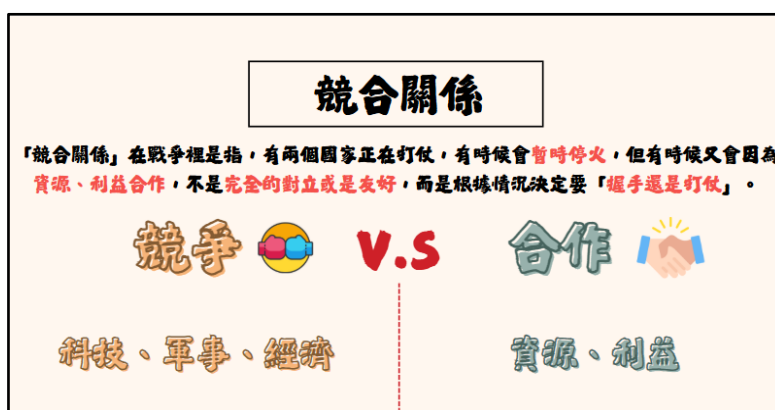 競合關係
「競合關係」在戰爭裡是指，有兩個國家正在打仗，有時候會暫時停火，但有時候又會因為
資源、利益合作，不是完全的對立或是友好，而是根據情況決定要「握手還是打仗」。
競爭 V.S 合作
科技、軍事、經濟 資源、利益